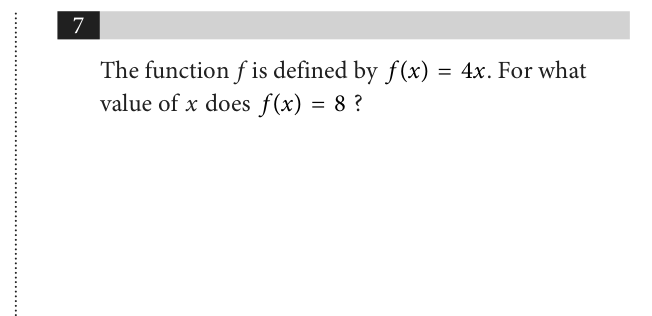 7
The function f is defined by f(x) = 4x. For what
value of x does f(x) = 8 ?